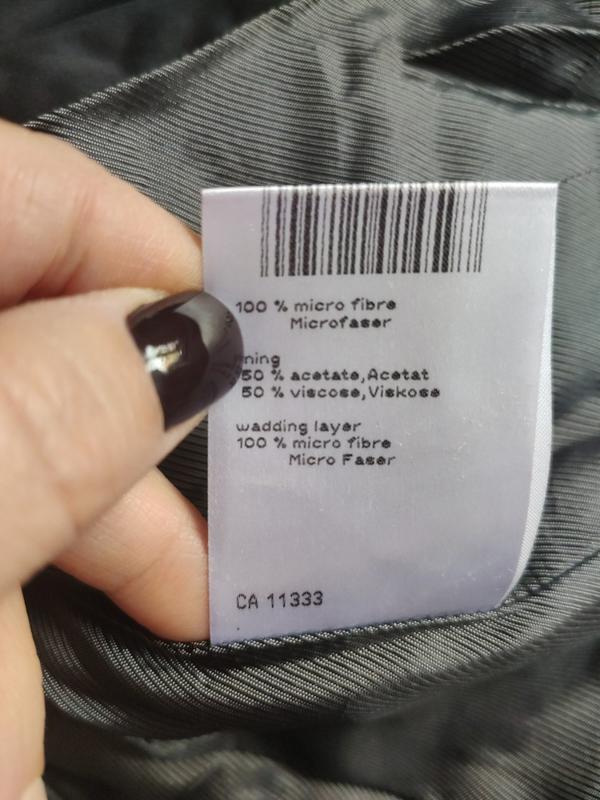 100 % micro fibre
Microfaser
50 % acetate,Acetat
50 % viscose,Viskose
wadding layer
100 % micro fibre
Micro Faser
CA 11333